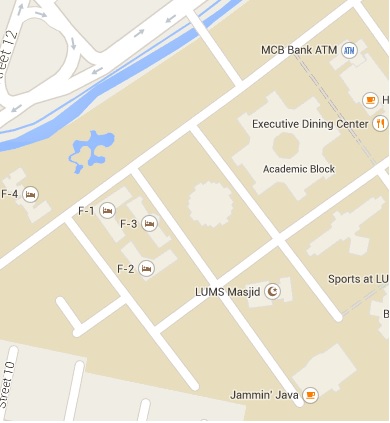 Street 12
MCB Bank ATM
ATM
H
Executive Dining Center
Academic Block
F-4
F-1
F-3
F-2
Sports at LU
LUMS Masjid
B
Street 10
Jammin' Java